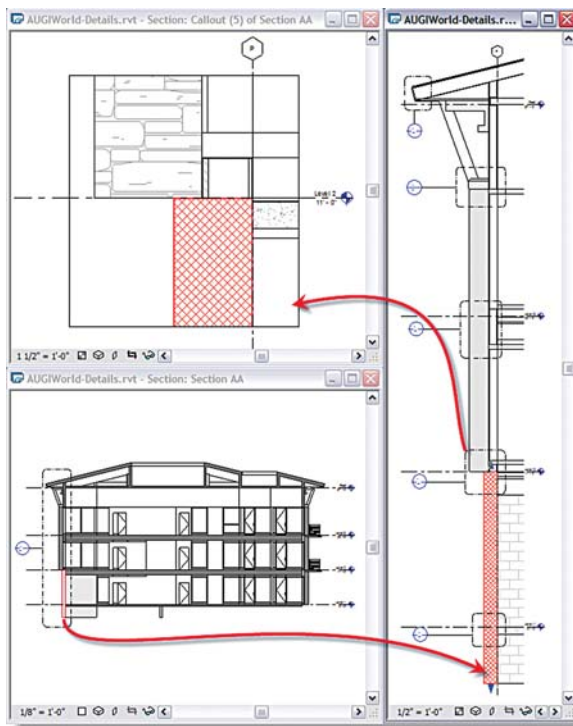 AUGIWorld-Details.rvt - Section: Callout (5) of Section AA
P
Level 2
11' - 0"
1 1/2" = 1'-0"
AUGIWorld-Details.rvt - Section: Section AA
1/8" = 1'-0"
AUGIWorld-Details.r...
1/2" = 1'-0"